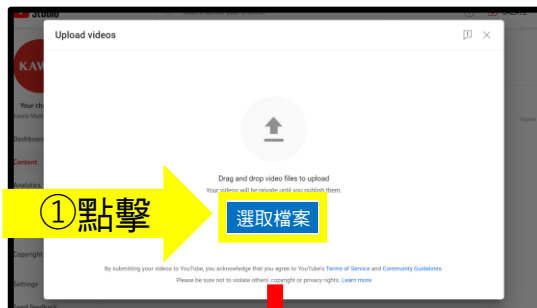 Studio
CREATE
Upload videos
KAW
Your ch
Dashboard
Content
Analytics
Drag and drop video files to upload
Your videos will be private until you publish them.
①點擊
選取檔案
Copyright
By submitting your videos to YouTube, you acknowledge that you agree to YouTube's Terms of Service and Community Guidelines.
Please be sure not to violate others' copyright or privacy rights. Learn more
Settings
Send feedback